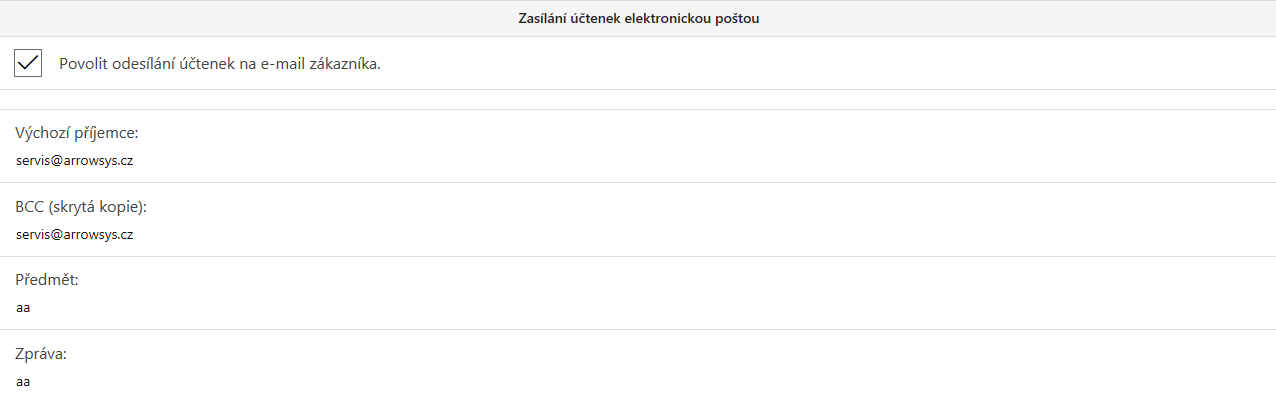 Zasílání účtenek elektronickou poštou
Povolit odesílání účtenek na e-mail zákazníka.
Výchozí příjemce:
servis@arrowsys.cz
BCC (skrytá kopie):
servis@arrowsys.cz
Předmět:
aa
Zpráva:
aa